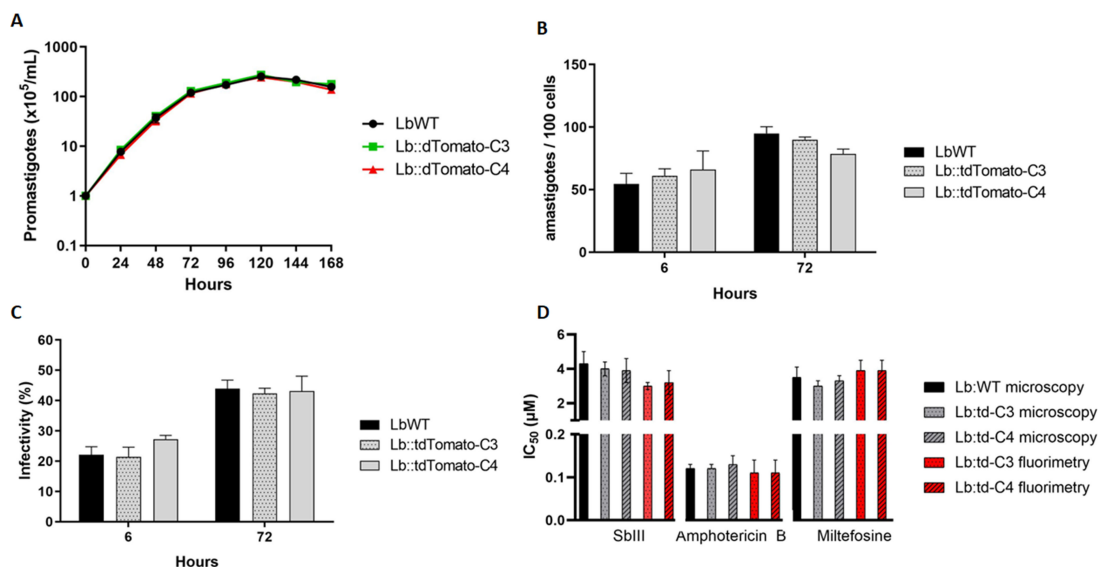 A
Promastigotes (x10⁵/mL)
1000
100
10
1
0.1
0 24 48 72 96 120 144 168
Hours
LbWT
Lb::dTomato-C3
Lb::dTomato-C4
B
amastigotes / 100 cells
150
100
50
0
6 72
Hours
LbWT
Lb::tdTomato-C3
Lb::tdTomato-C4
C
Infectivity (%)
60
50
40
30
20
10
0
6 72
Hours
LbWT
Lb::tdTomato-C3
Lb::tdTomato-C4
D
IC₅₀ (µM)
6
4
2
0.2
0.1
0.0
SbIII Amphotericin B Miltefosine
Lb:WT microscopy
Lb:td-C3 microscopy
Lb:td-C4 microscopy
Lb:td-C3 fluorimetry
Lb:td-C4 fluorimetry